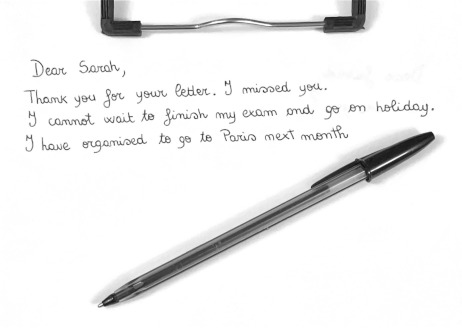 Dear Sarah,
Thank you for your letter. I missed you.
I cannot wait to finish my exam and go on holiday.
I have organised to go to Paris next month